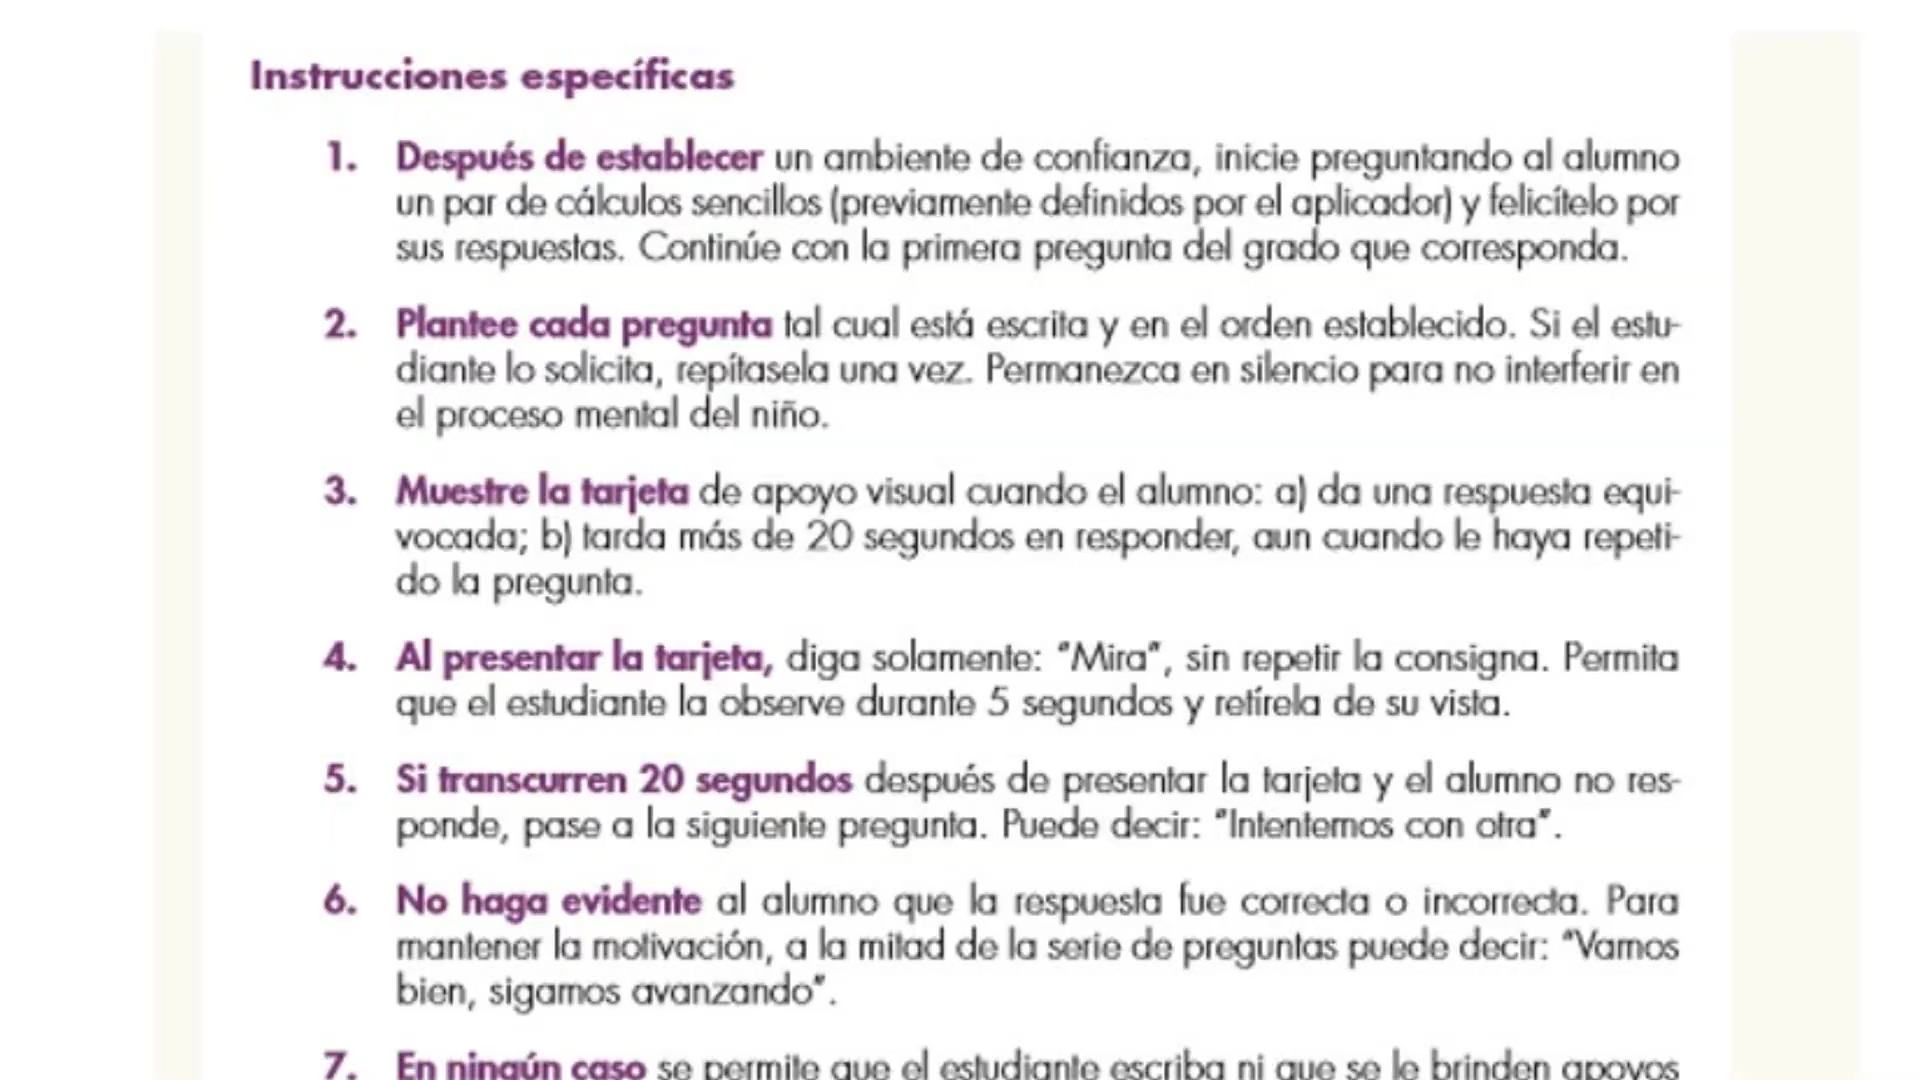 Instrucciones específicas
1. Después de establecer un ambiente de confianza, inicie preguntando al alumno
un par de cálculos sencillos (previamente definidos por el aplicador) y felicítelo por
sus respuestas. Continúe con la primera pregunta del grado que corresponda.
2. Plantee cada pregunta tal cual está escrita y en el orden establecido. Si el estu-
diante lo solicita, repítasela una vez. Permanezca en silencio para no interferir en
el proceso mental del niño.
3. Muestre la tarjeta de apoyo visual cuando el alumno: a) da una respuesta equi-
vocada; b) tarda más de 20 segundos en responder, aun cuando le haya repeti-
do la pregunta.
4. Al presentar la tarjeta, diga solamente: "Mira", sin repetir la consigna. Permita
que el estudiante la observe durante 5 segundos y retírela de su vista.
5. Si transcurren 20 segundos después de presentar la tarjeta y el alumno no res-
ponde, pase a la siguiente pregunta. Puede decir: "Intentemos con otra".
6. No haga evidente al alumno que la respuesta fue correcta o incorrecta. Para
mantener la motivación, a la mitad de la serie de preguntas puede decir: "Vamos
bien, sigamos avanzando".
7. En ningún caso se permite que el estudiante escriba ni que se le brinden apoyos